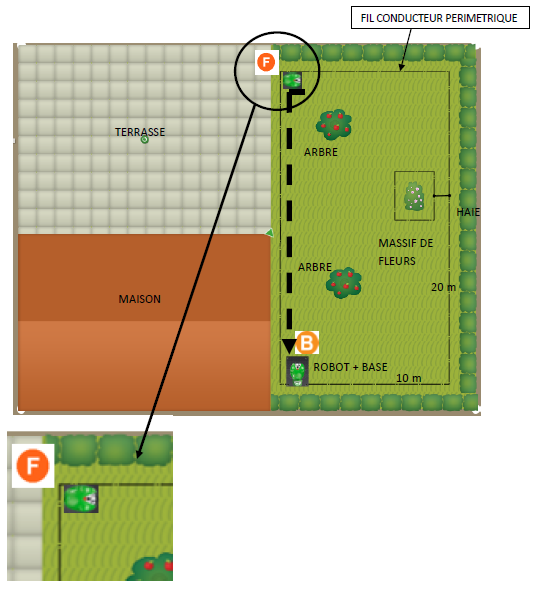 FIL CONDUCTEUR PERIMETRIQUE
F
TERRASSE
ARBRE
HAIE
MASSIF DE
FLEURS
ARBRE
20 m
MAISON
B
ROBOT + BASE
10 m
F